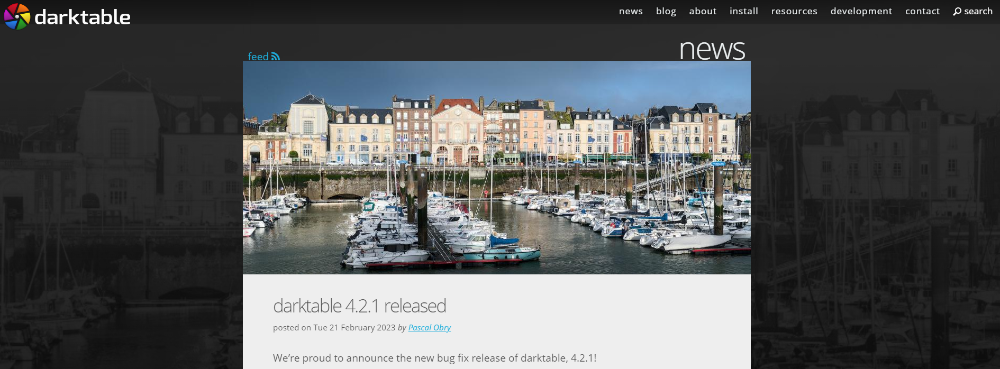 darktable
news blog about install resources development contact search
feed
news
darktable 4.2.1 released
posted on Tue 21 February 2023 by Pascal Obry
We’re proud to announce the new bug fix release of darktable, 4.2.1!